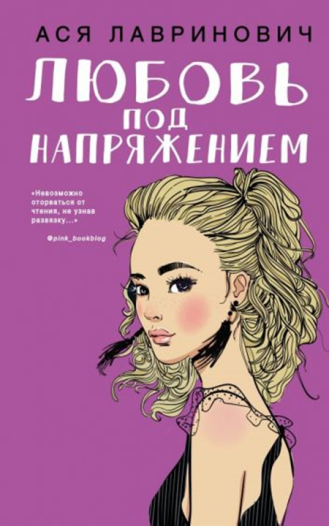 АСЯ ЛАВРИНОВИЧ
ЛЮБОВЬ
ПОД
НАПРЯЖЕНИЕМ
«Невозможно
оторваться от
чтения, не узнав
развязку...»
@pink_bookblog